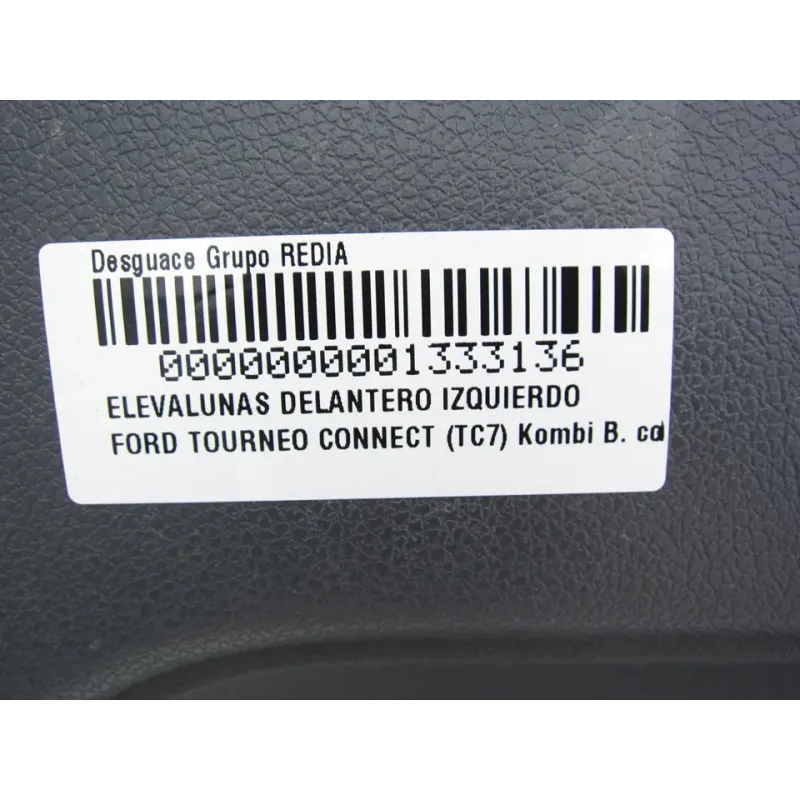 Desguace Grupo REDIA
0000000001333136
ELEVALUNAS DELANTERO IZQUIERDO
FORD TOURNEO CONNECT (TC7) Kombi B.